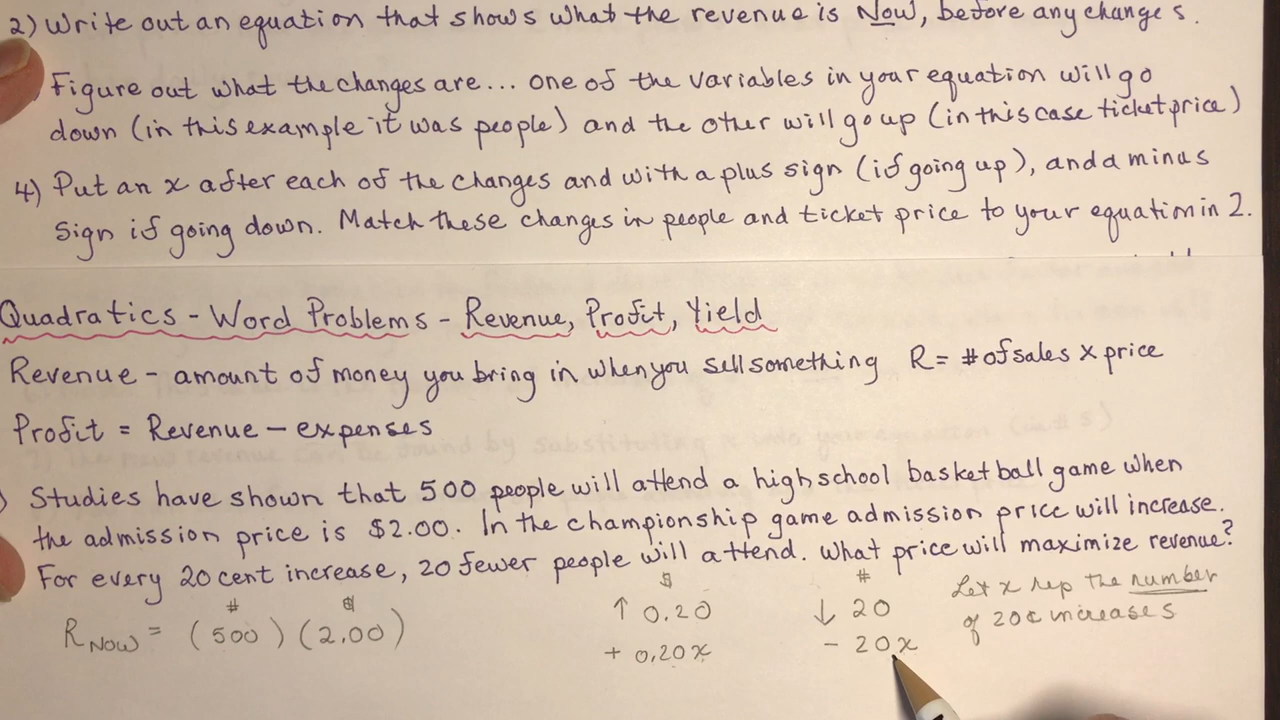 2) Write out an equation that shows what the revenue is Now, before any changes.
Figure out what the changes are... one of the variables in your equation will go
down (in this example it was people) and the other will go up (in this case ticket price)
4) Put an x after each of the changes and with a plus sign (if going up), and a minus
sign if going down. Match these changes in people and ticket price to your equation in 2.
Quadratics - Word Problems - Revenue, Profit, Yield
Revenue - amount of money you bring in when you sell something R = # of sales x price
Profit = Revenue - expenses
) Studies have shown that 500 people will attend a high school basketball game when
the admission price is $2.00. In the championship game admission price will increase.
For every 20 cent increase, 20 fewer people will attend. What price will maximize revenue?
# $ $ #
R NOW = (500)(2.00) ↑ 0.20 ↓ 20 Let x rep the number
+ 0.20x - 20x of 20¢ increases